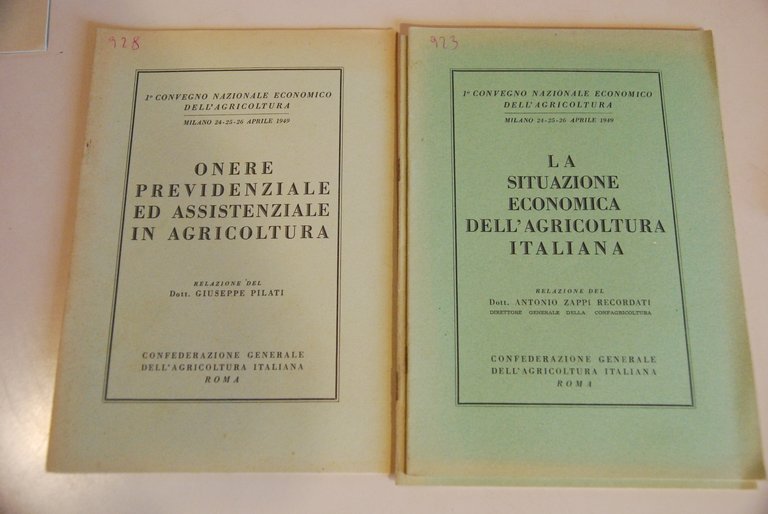 928
1º CONVEGNO NAZIONALE ECONOMICO
DELL'AGRICOLTURA
MILANO 24-25-26 APRILE 1949
ONERE
PREVIDENZIALE
ED ASSISTENZIALE
IN AGRICOLTURA
RELAZIONE DEL
Dott. GIUSEPPE PILATI
CONFEDERAZIONE GENERALE
DELL'AGRICOLTURA ITALIANA
ROMA
923
1º CONVEGNO NAZIONALE ECONOMICO
DELL'AGRICOLTURA
MILANO 24-25-26 APRILE 1949
LA
SITUAZIONE
ECONOMICA
DELL'AGRICOLTURA
ITALIANA
RELAZIONE DEL
Dott. ANTONIO ZAPPI RECORDATI
DIRETTORE GENERALE DELLA CONFAGRICOLTURA
CONFEDERAZIONE GENERALE
DELL'AGRICOLTURA ITALIANA
ROMA